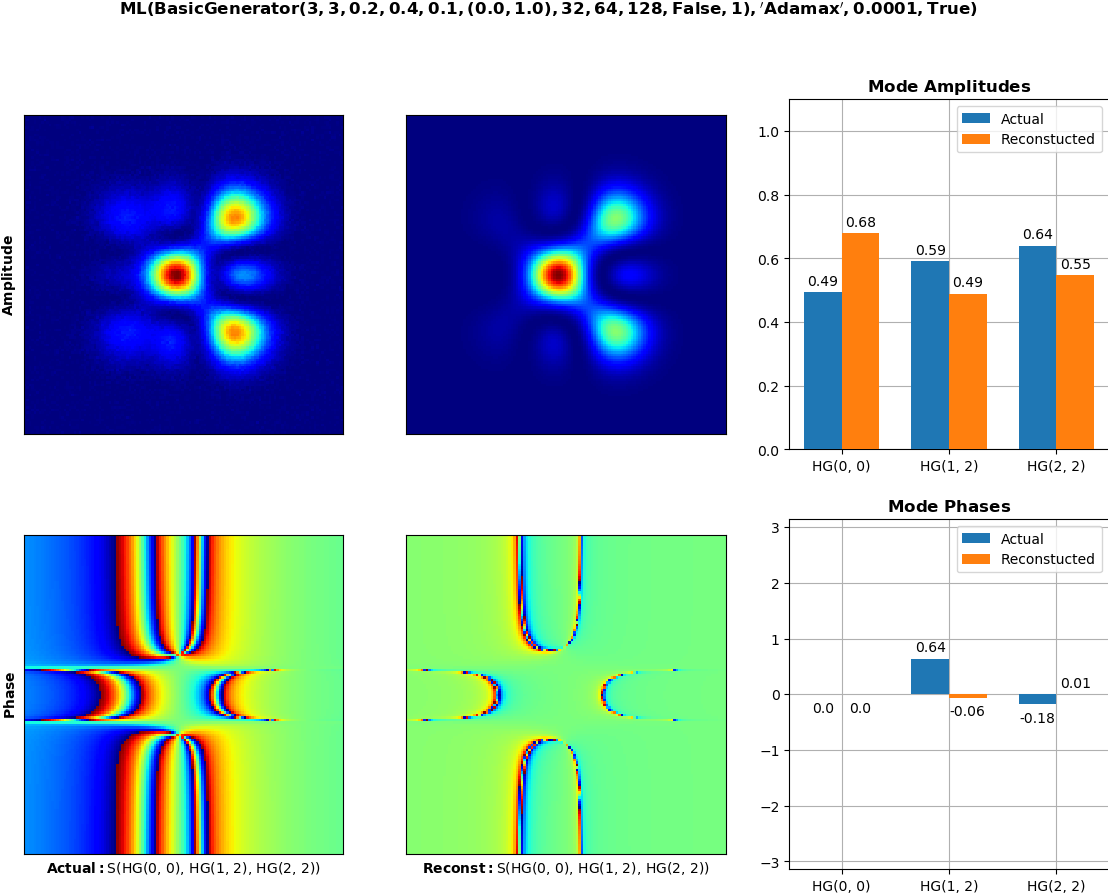 ML(BasicGenerator(3, 3, 0.2, 0.4, 0.1, (0.0, 1.0), 32, 64, 128, False, 1), ′Adamax′, 0.0001, True)
Amplitude
Mode Amplitudes
Actual
Reconstucted
1.0
0.8
0.6
0.4
0.2
0.0
0.49
0.68
0.59
0.49
0.64
0.55
HG(0, 0)
HG(1, 2)
HG(2, 2)
Phase
Actual: S(HG(0, 0), HG(1, 2), HG(2, 2))
Reconst: S(HG(0, 0), HG(1, 2), HG(2, 2))
Mode Phases
Actual
Reconstucted
3
2
1
0
−1
−2
−3
0.0
0.0
0.64
-0.06
-0.18
0.01
HG(0, 0)
HG(1, 2)
HG(2, 2)